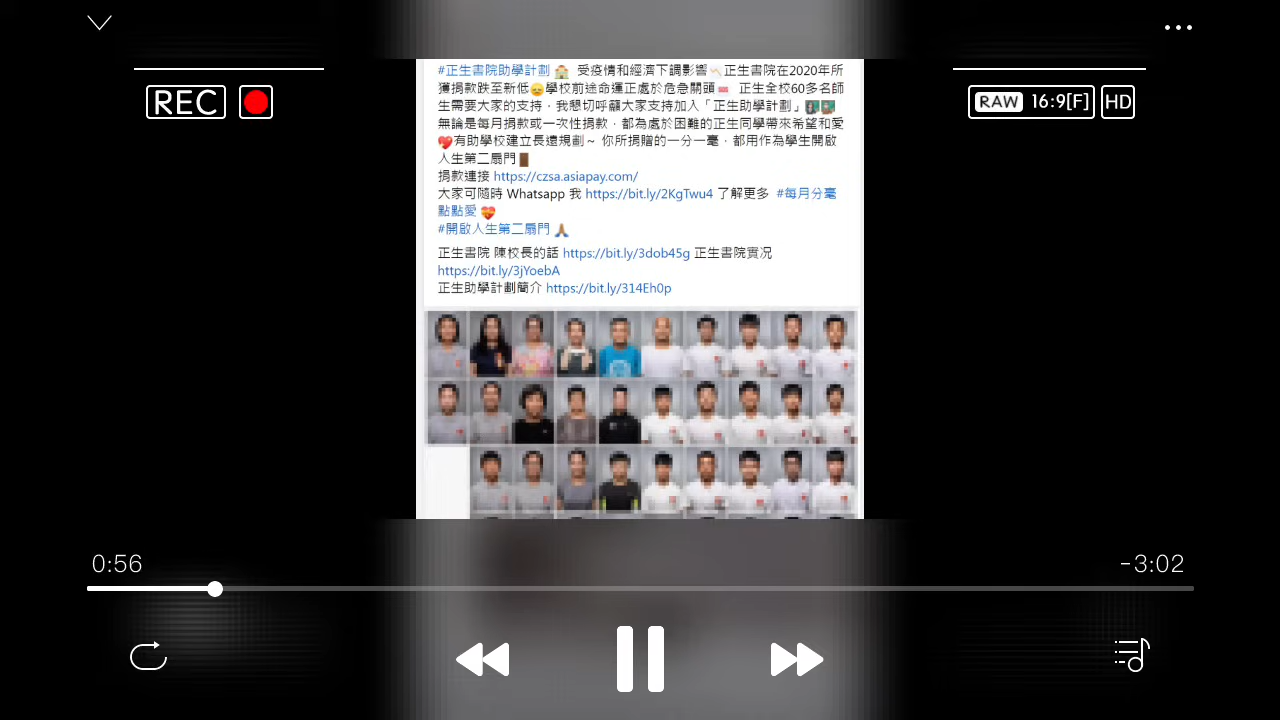 REC
RAW 16:9[F] HD
#正生書院助學計劃 🏫 受疫情和經濟下調影響📉正生書院在2020年所
獲捐款跌至新低😞學校前途命運正處於危急關頭🆘 正生全校60多名師
生需要大家的支持，我懇切呼籲大家支持加入「正生助學計劃」👩‍🎓👨‍🎓
無論是每月捐款或一次性捐款，都為處於困難的正生同學帶來希望和愛
💖有助學校建立長遠規劃~ 你所捐贈的一分一毫，都用作為學生開啟
人生第二扇門🚪
捐款連接 https://czsa.asiapay.com/
大家可隨時 Whatsapp 我 https://bit.ly/2KgTwu4 了解更多 #每月分毫
點點愛 💝
#開啟人生第二扇門 🙏🏽
正生書院 陳校長的話 https://bit.ly/3dob45g 正生書院實況
https://bit.ly/3jYoebA
正生助學計劃簡介 https://bit.ly/314Eh0p
0:56
-3:02